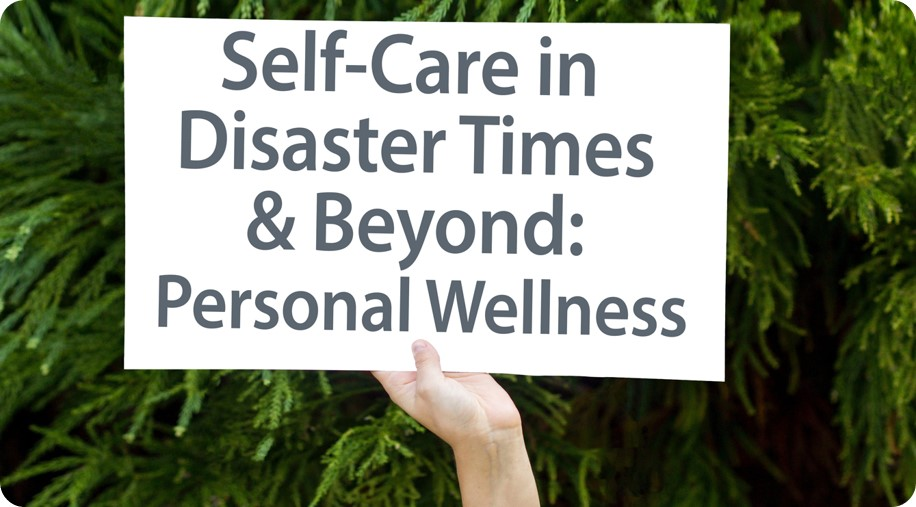 Self-Care in
Disaster Times
& Beyond:
Personal Wellness